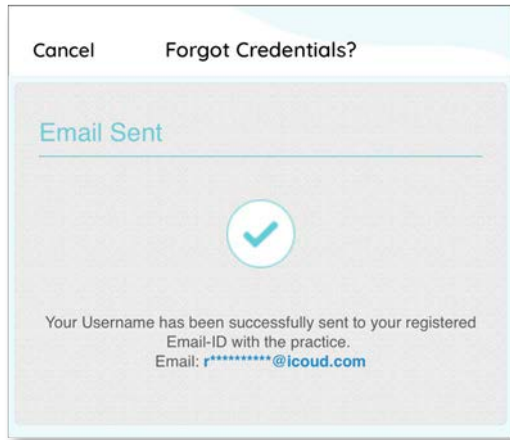 Cancel
Forgot Credentials?
Email Sent
Your Username has been successfully sent to your registered
Email-ID with the practice.
Email: r**********@icoud.com